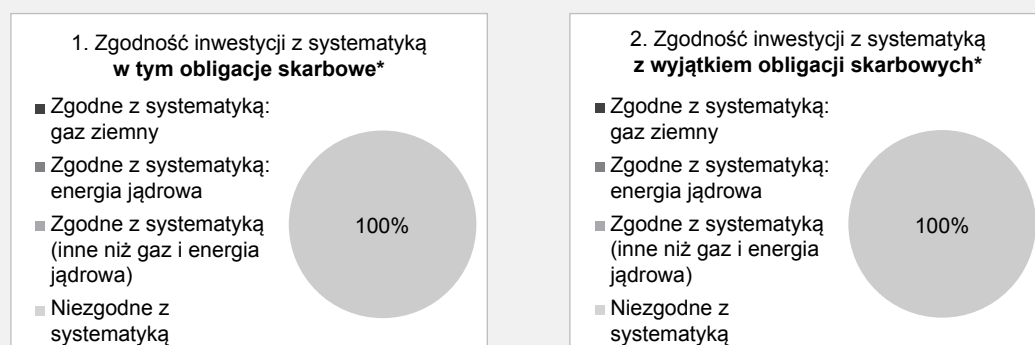 1. Zgodność inwestycji z systematyką
w tym obligacje skarbowe*
Zgodne z systematyką:
gaz ziemny
Zgodne z systematyką:
energia jądrowa
Zgodne z systematyką
(inne niż gaz i energia
jądrowa)
Niezgodne z
systematyką
100%
2. Zgodność inwestycji z systematyką
z wyjątkiem obligacji skarbowych*
Zgodne z systematyką:
gaz ziemny
Zgodne z systematyką:
energia jądrowa
Zgodne z systematyką
(inne niż gaz i energia
jądrowa)
Niezgodne z
systematyką
100%